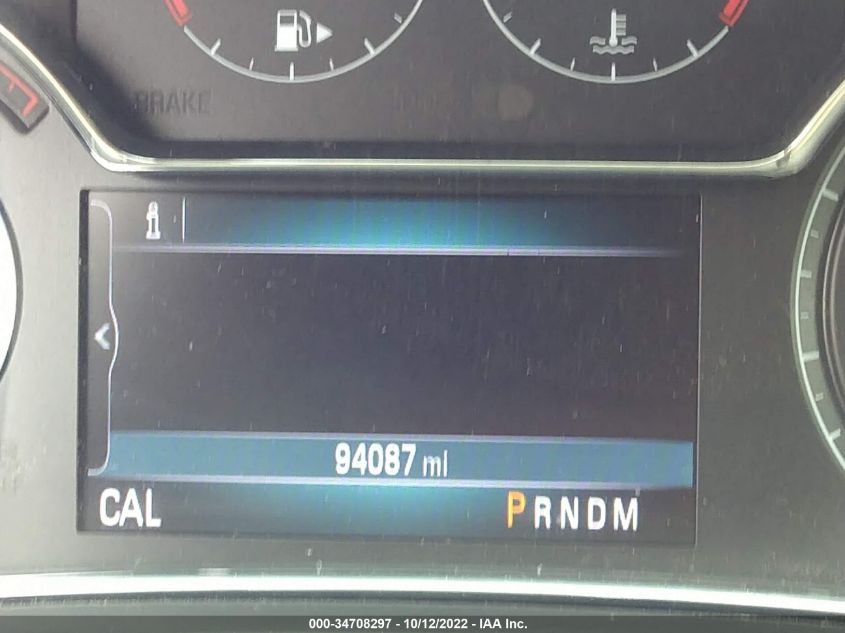 BRAKE
94087 mi
CAL
PRNDM
000-34708297 - 10/12/2022 - IAA Inc.